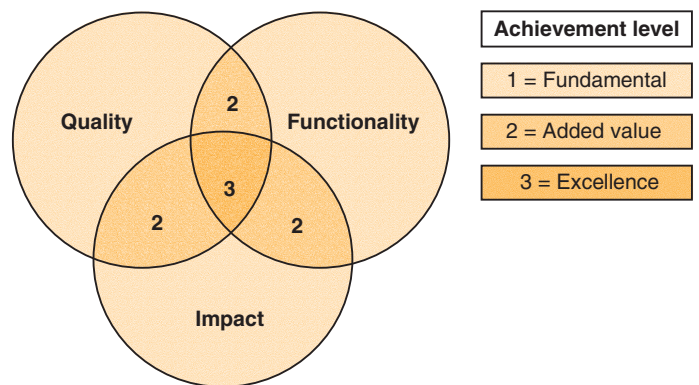 Achievement level
Quality
2
Functionality
1 = Fundamental
2 = Added value
3
3 = Excellence
2
2
Impact